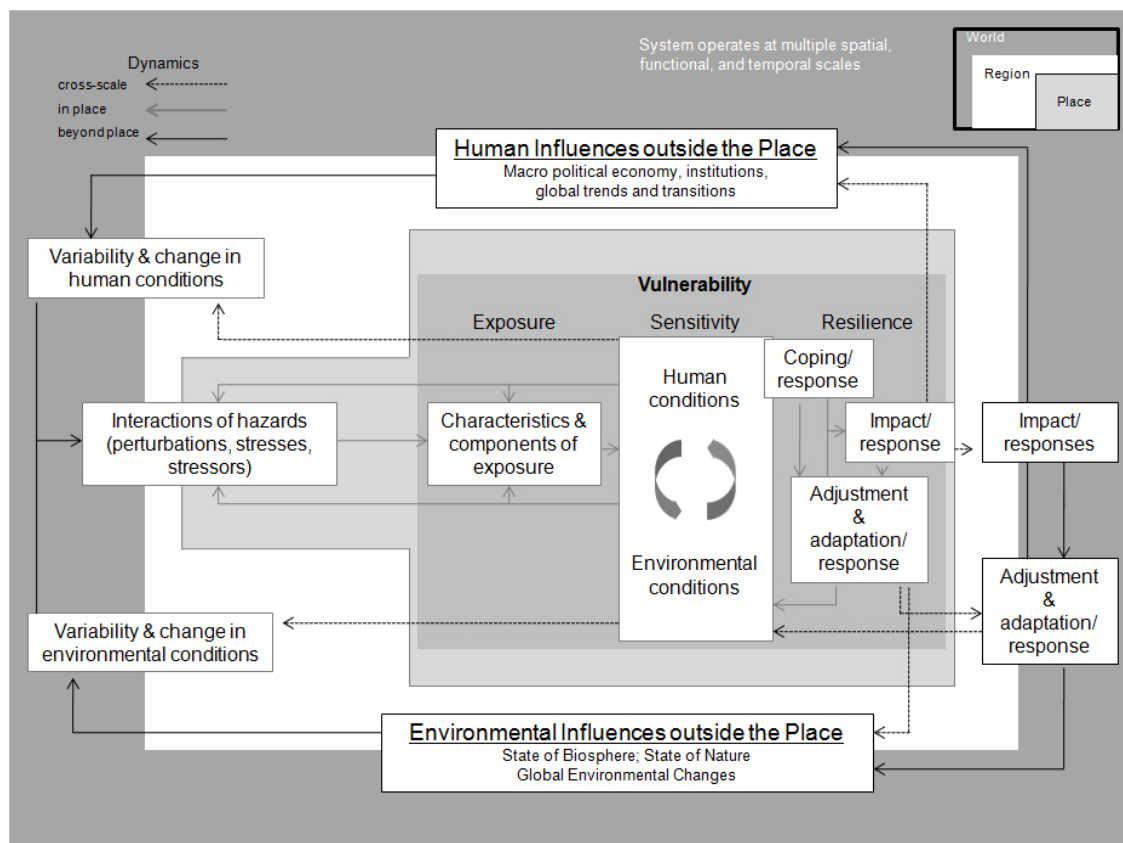 Dynamics
cross-scale
in place
beyond place
System operates at multiple spatial,
functional, and temporal scales
World
Region
Place
Human Influences outside the Place
Macro political economy, institutions,
global trends and transitions
Variability & change in
human conditions
Vulnerability
Exposure
Sensitivity
Resilience
Coping/
response
Human
conditions
Interactions of hazards
(perturbations, stresses,
stressors)
Characteristics &
components of
exposure
Impact/
response
Impact/
responses
Adjustment
&
adaptation/
response
Environmental
conditions
Adjustment
&
adaptation/
response
Variability & change in
environmental conditions
Environmental Influences outside the Place
State of Biosphere; State of Nature
Global Environmental Changes